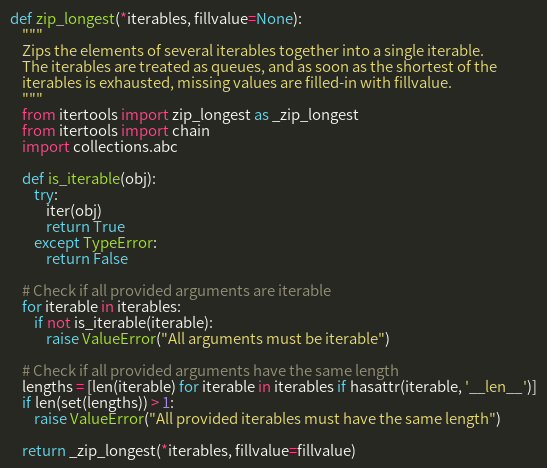 def zip_longest(*iterables, fillvalue=None):
    """
    Zips the elements of several iterables together into a single iterable.
    The iterables are treated as queues, and as soon as the shortest of the
    iterables is exhausted, missing values are filled-in with fillvalue.
    """
    from itertools import zip_longest as _zip_longest
    from itertools import chain
    import collections.abc

    def is_iterable(obj):
        try:
            iter(obj)
            return True
        except TypeError:
            return False

    # Check if all provided arguments are iterable
    for iterable in iterables:
        if not is_iterable(iterable):
            raise ValueError("All arguments must be iterable")

    # Check if all provided arguments have the same length
    lengths = [len(iterable) for iterable in iterables if hasattr(iterable, '__len__')]
    if len(set(lengths)) > 1:
        raise ValueError("All provided iterables must have the same length")

    return _zip_longest(*iterables, fillvalue=fillvalue)